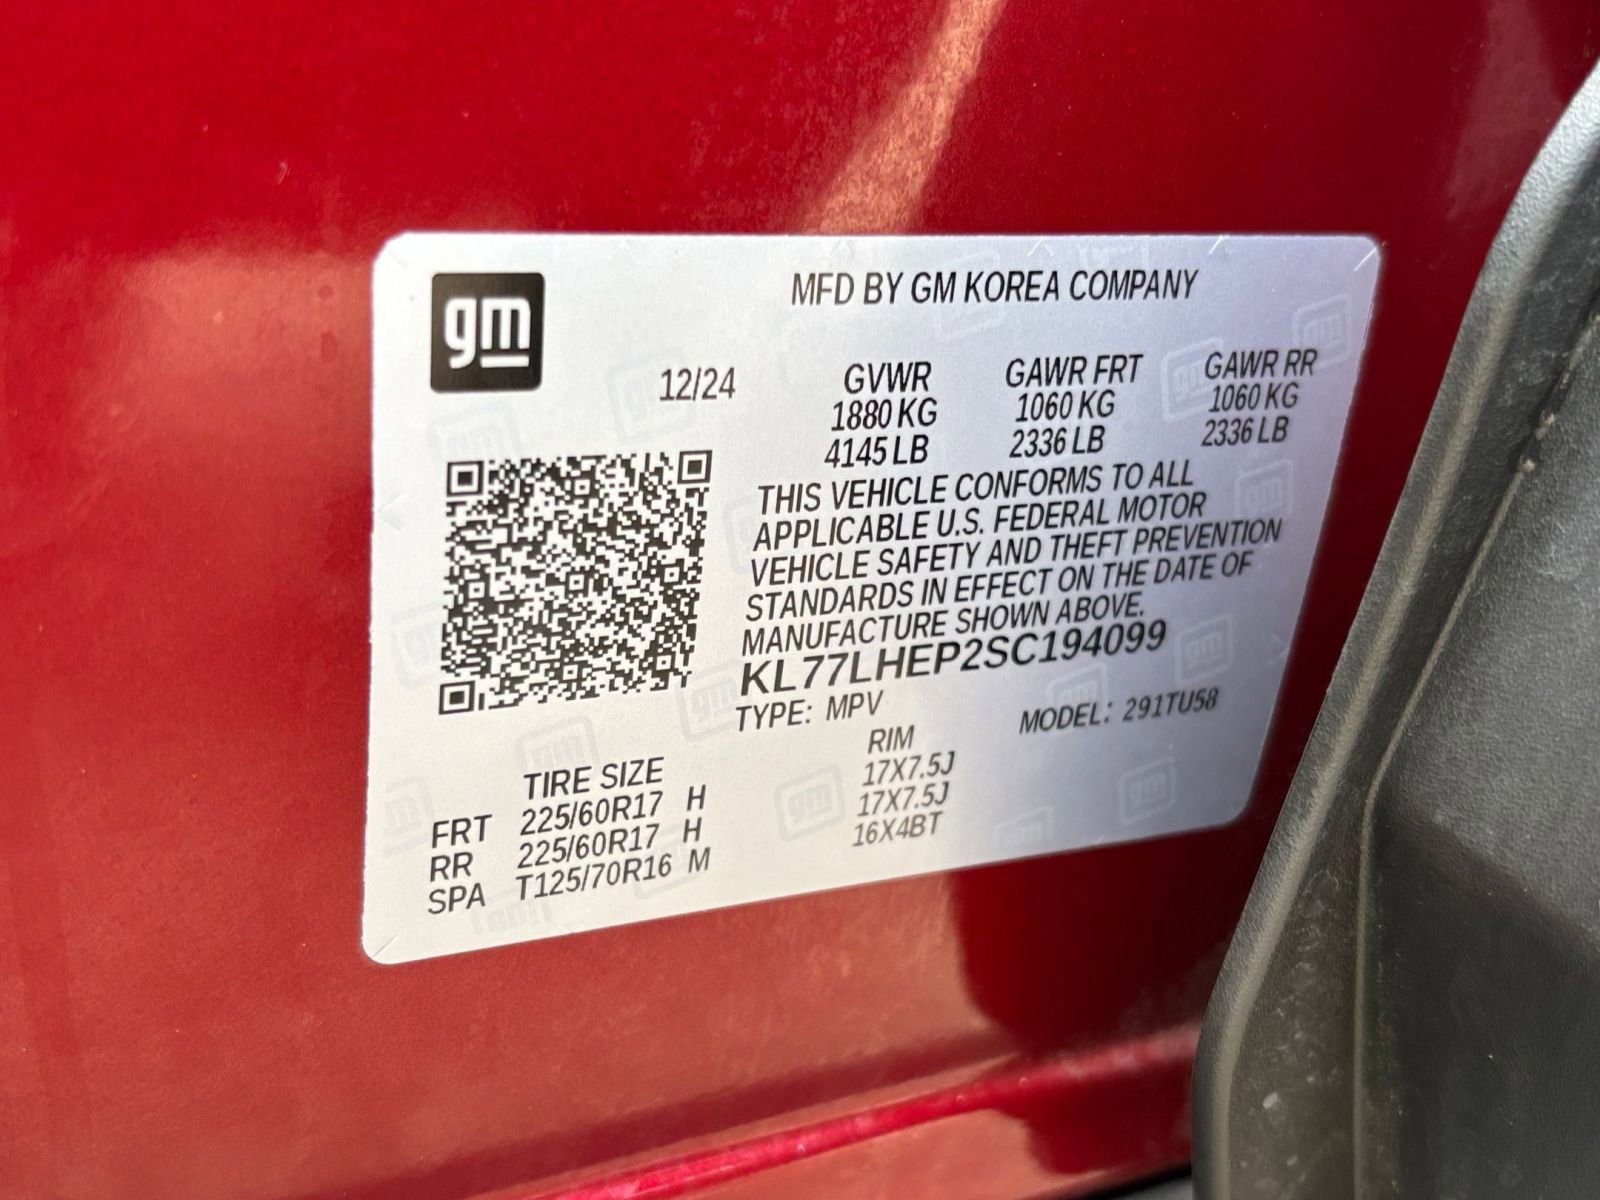 gm
MFD BY GM KOREA COMPANY
12/24
GVWR GAWR FRT GAWR RR
1880 KG 1060 KG 1060 KG
4145 LB 2336 LB 2336 LB
THIS VEHICLE CONFORMS TO ALL
APPLICABLE U.S. FEDERAL MOTOR
VEHICLE SAFETY AND THEFT PREVENTION
STANDARDS IN EFFECT ON THE DATE OF
MANUFACTURE SHOWN ABOVE.
KL77LHEP2SC194099
TYPE: MPV MODEL: 291TU58
TIRE SIZE RIM
FRT 225/60R17 H 17X7.5J
RR 225/60R17 H 17X7.5J
SPA T125/70R16 M 16X4BT